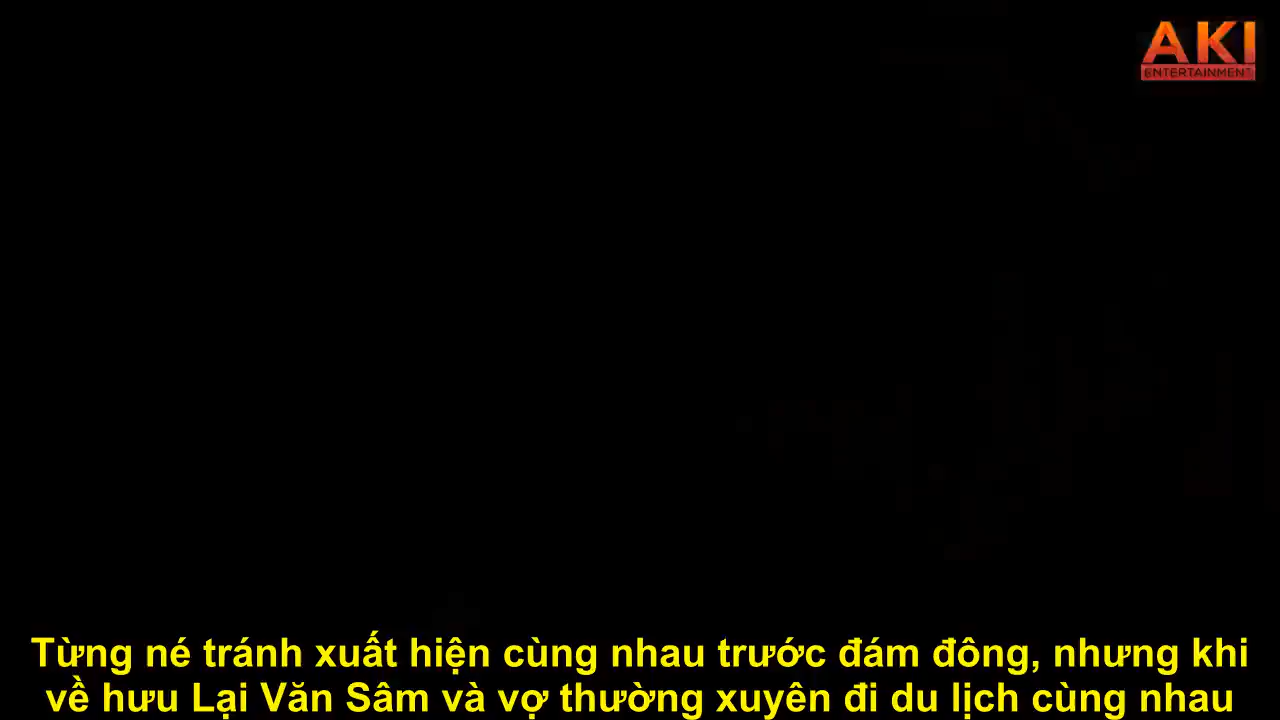 AKI
ENTERTAINMENT
Từng né tránh xuất hiện cùng nhau trước đám đông, nhưng khi
về hưu Lại Văn Sâm và vợ thường xuyên đi du lịch cùng nhau